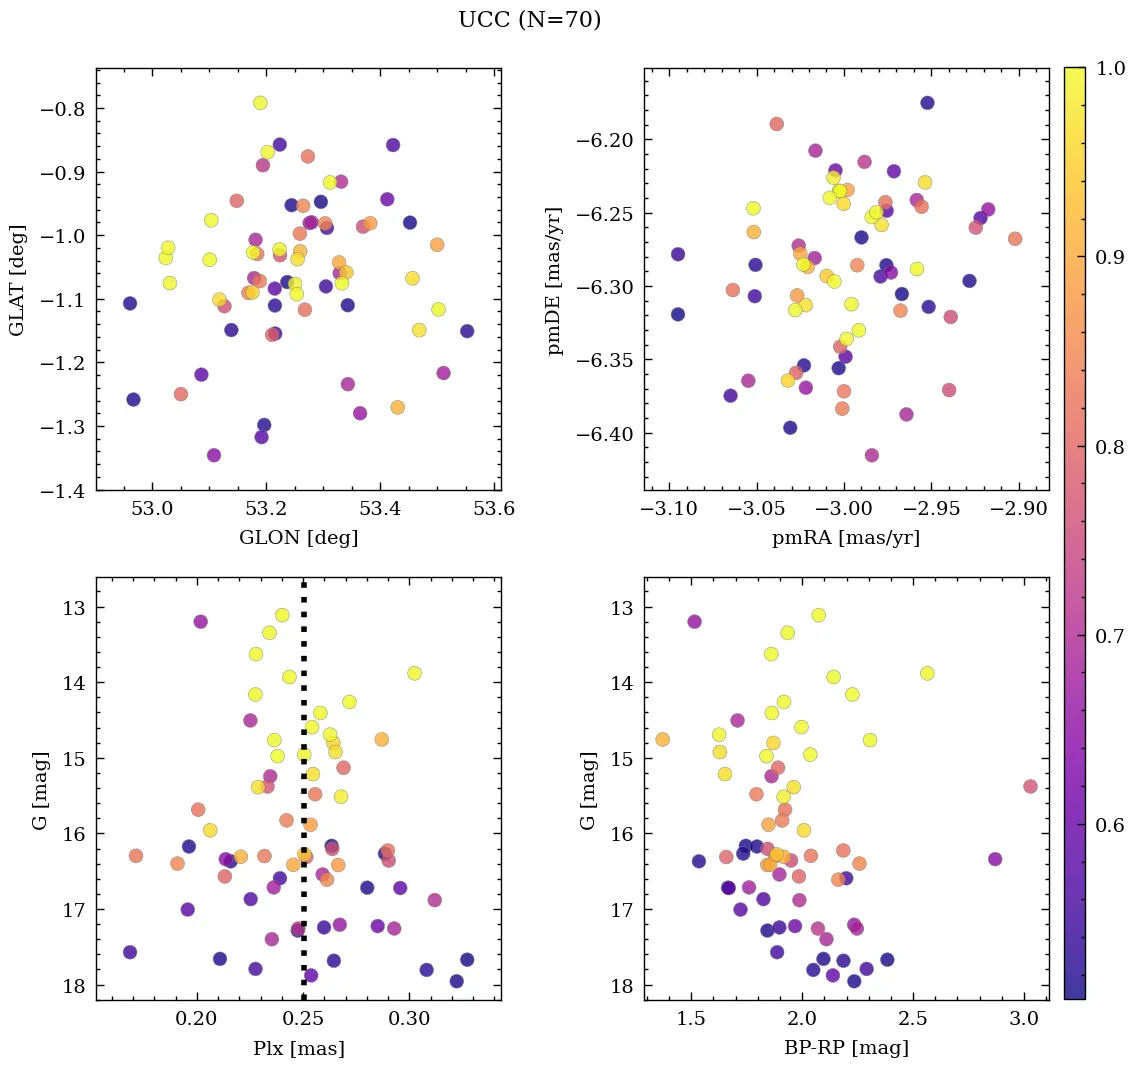 UCC (N=70)
−0.8
−0.9
−1.0
−1.1
−1.2
−1.3
−1.4
GLAT [deg]
53.0 53.2 53.4 53.6
GLON [deg]
−6.20
−6.25
−6.30
−6.35
−6.40
pmDE [mas/yr]
−3.10 −3.05 −3.00 −2.95 −2.90
pmRA [mas/yr]
13
14
15
16
17
18
G [mag]
0.20 0.25 0.30
Plx [mas]
13
14
15
16
17
18
G [mag]
1.5 2.0 2.5 3.0
BP-RP [mag]
1.0
0.9
0.8
0.7
0.6